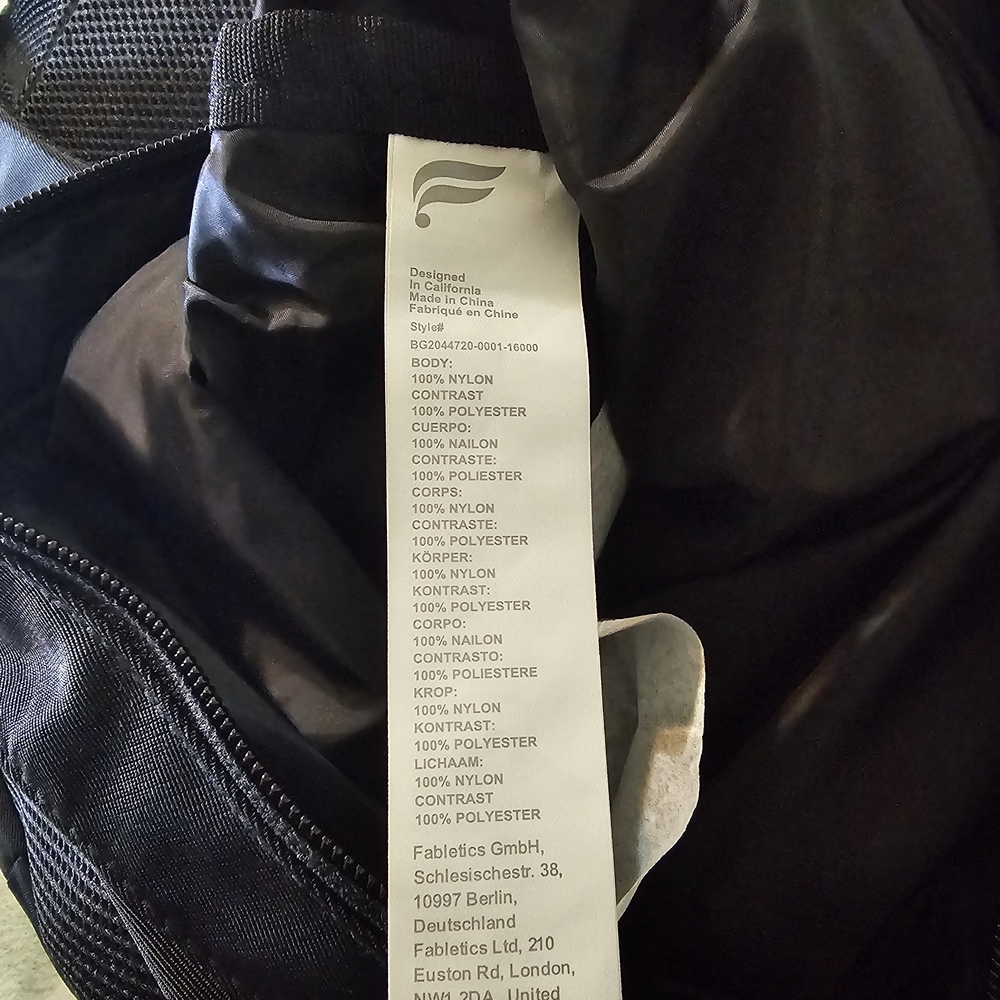 Designed
In California
Made in China
Fabriqué en Chine
Style#
BG2044720-0001-16000
BODY:
100% NYLON
CONTRAST
100% POLYESTER
CUERPO:
100% NAILON
CONTRASTE:
100% POLIESTER
CORPS:
100% NYLON
CONTRASTE:
100% POLYESTER
KÖRPER:
100% NYLON
KONTRAST:
100% POLYESTER
CORPO:
100% NAILON
CONTRASTO:
100% POLIESTERE
KROP:
100% NYLON
KONTRAST:
100% POLYESTER
LICHAAM:
100% NYLON
CONTRAST
100% POLYESTER
Fabletics GmbH,
Schlesischestr. 38,
10997 Berlin,
Deutschland
Fabletics Ltd, 210
Euston Rd, London,
NW1 2DA, United